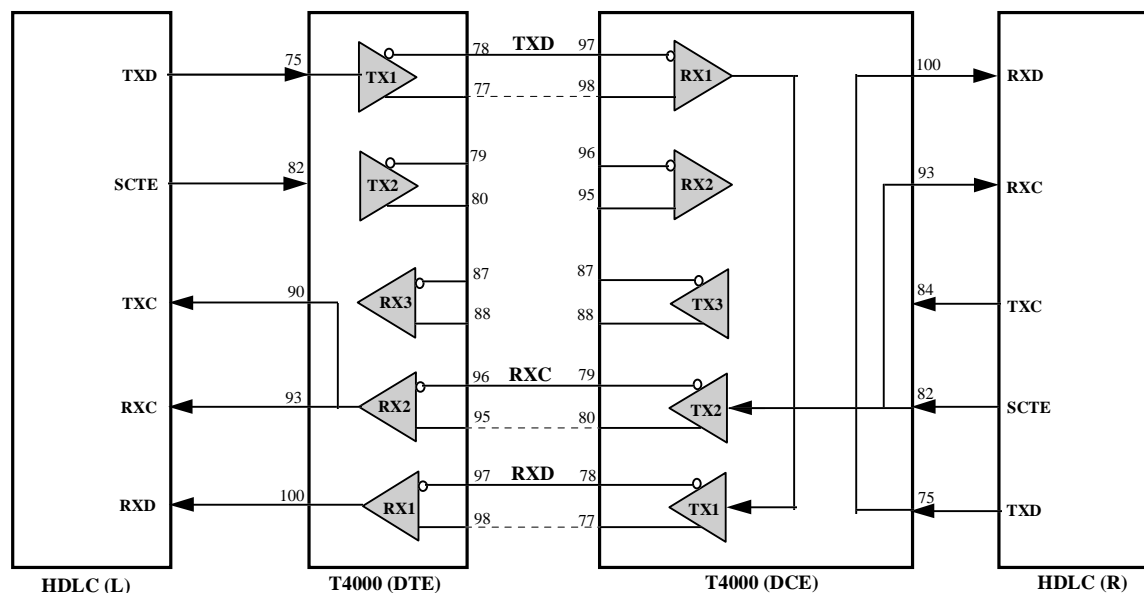 78 TXD 97
TXD 75 TX1 RX1 100 RXD
77 98
79 96
SCTE 82 TX2 RX2 93 RXC
80 95
87 87
TXC 90 RX3 TX3 84 TXC
88 88
96 RXC 79
RXC 93 RX2 TX2 82 SCTE
95 80
97 RXD 78
RXD 100 RX1 TX1 75 TXD
98 77
HDLC (L) T4000 (DTE) T4000 (DCE) HDLC (R)